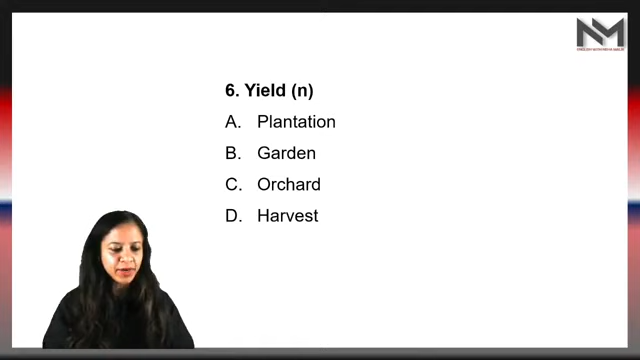 6. Yield (n)
A. Plantation
B. Garden
C. Orchard
D. Harvest